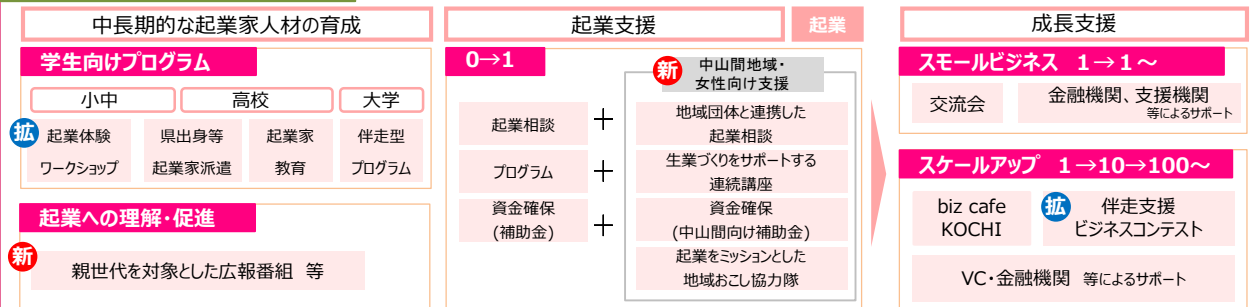 中長期的な起業家人材の育成
学生向けプログラム
小中
高校
大学
拡
起業体験
ワークショップ
県出身等
起業家派遣
起業家
教育
伴走型
プログラム
起業への理解・促進
新
親世代を対象とした広報番組 等
起業支援
起業
0→1
新
中山間地域・
女性向け支援
起業相談
+
地域団体と連携した
起業相談
プログラム
+
生業づくりをサポートする
連続講座
資金確保
(補助金)
+
資金確保
(中山間向け補助金)
起業をミッションとした
地域おこし協力隊
成長支援
スモールビジネス 1→1~
交流会
金融機関、支援機関
等によるサポート
スケールアップ 1→10→100~
biz cafe
KOCHI
拡
伴走支援
ビジネスコンテスト
VC・金融機関 等によるサポート